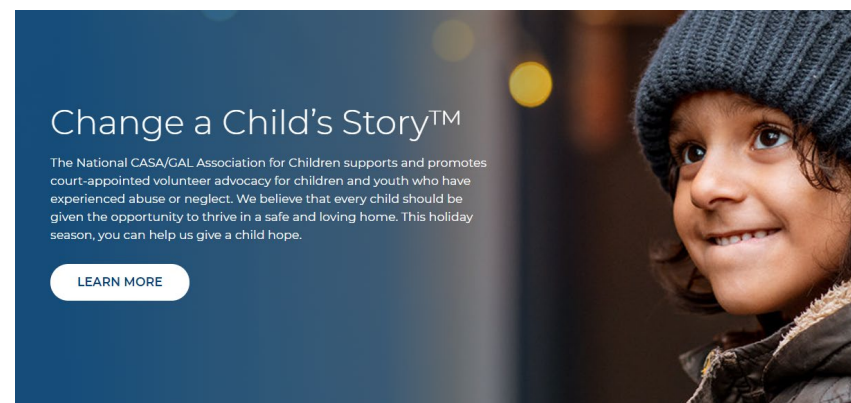 Change a Child's Story™
The National CASA/GAL Association for Children supports and promotes
court-appointed volunteer advocacy for children and youth who have
experienced abuse or neglect. We believe that every child should be
given the opportunity to thrive in a safe and loving home. This holiday
season, you can help us give a child hope.
LEARN MORE